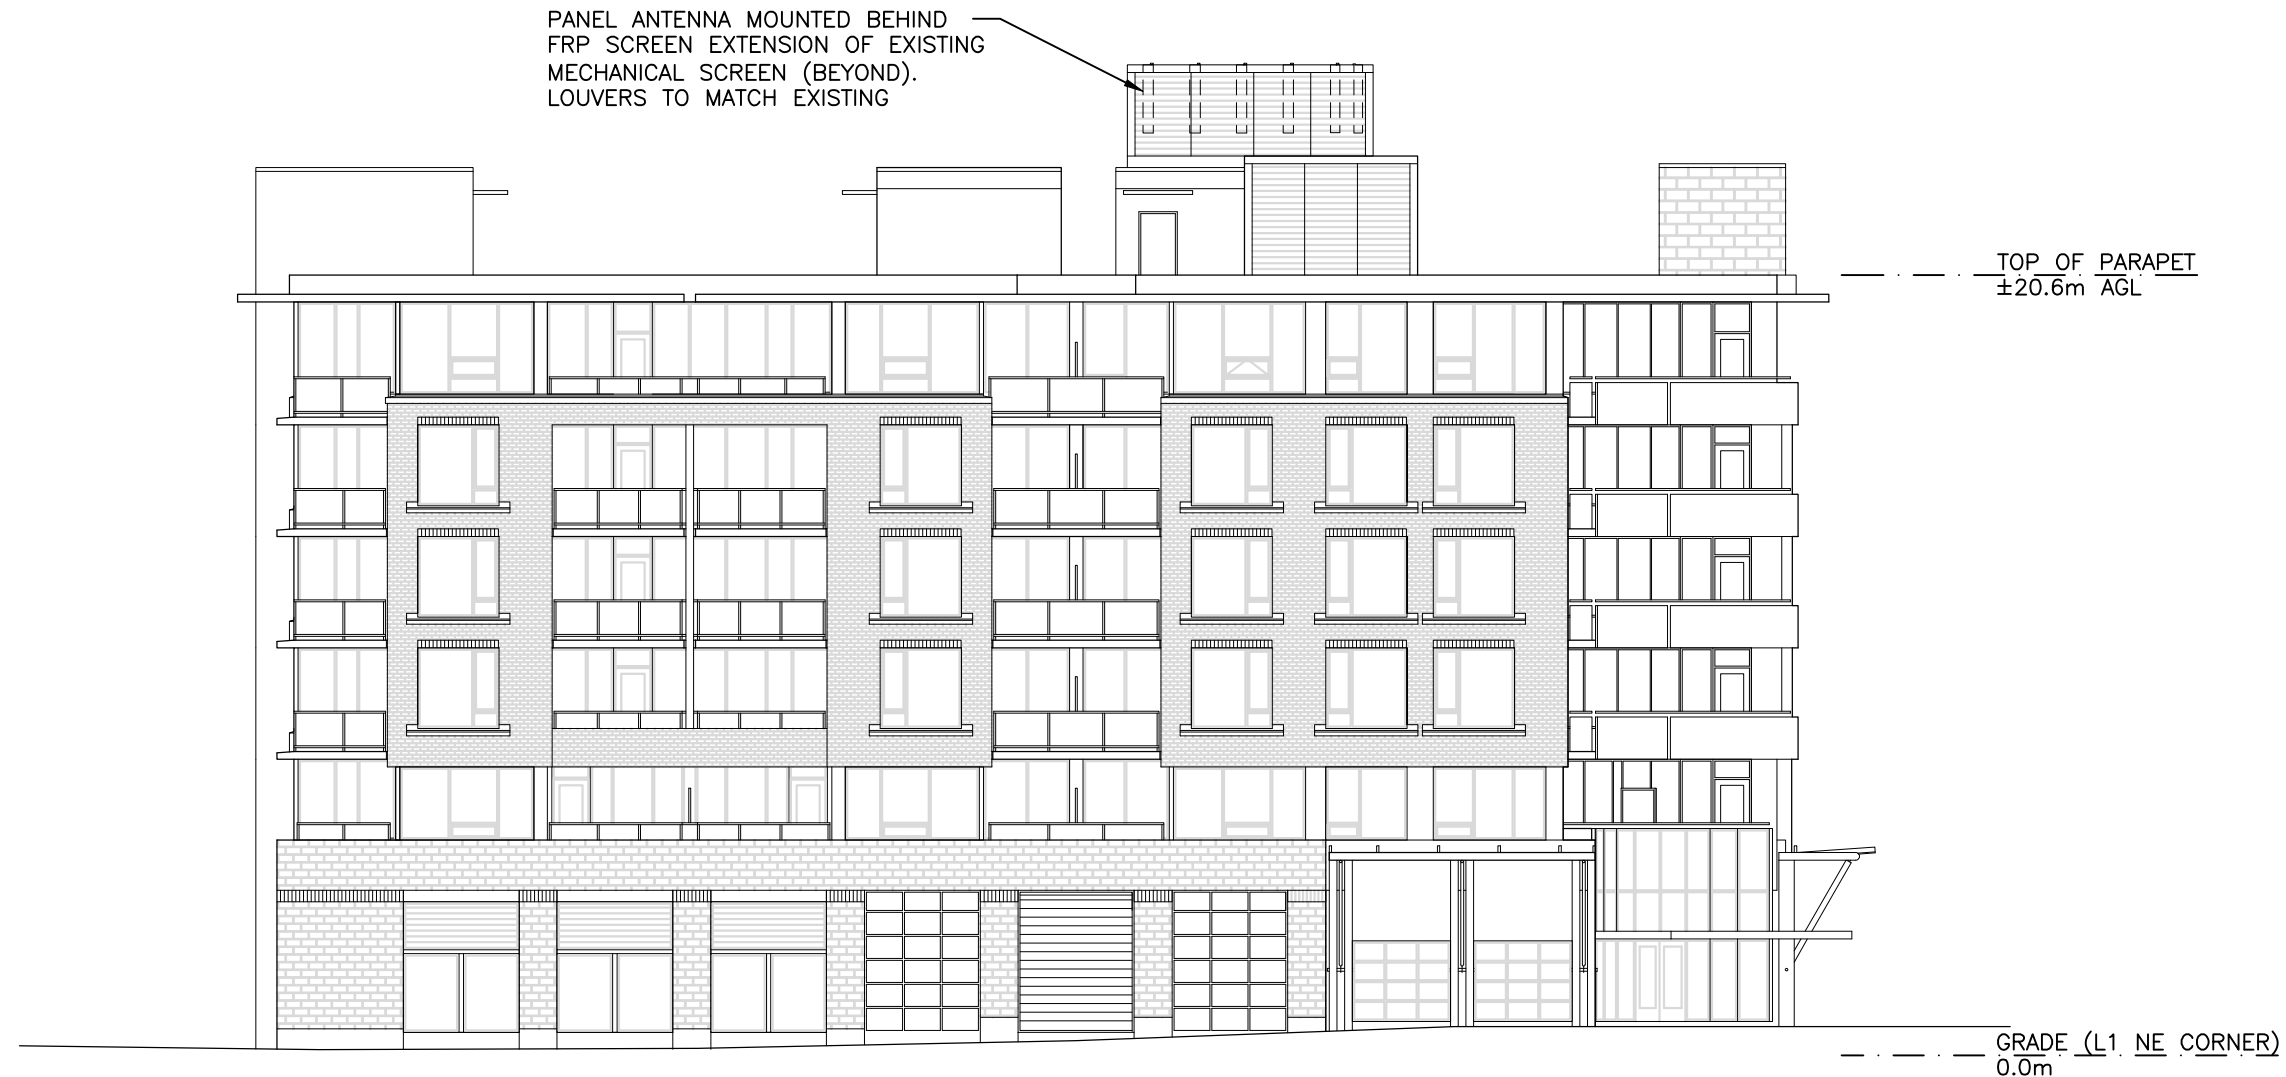 PANEL ANTENNA MOUNTED BEHIND
FRP SCREEN EXTENSION OF EXISTING
MECHANICAL SCREEN (BEYOND).
LOUVERS TO MATCH EXISTING
TOP OF PARAPET
±20.6m AGL
GRADE (L1 NE CORNER)
0.0m